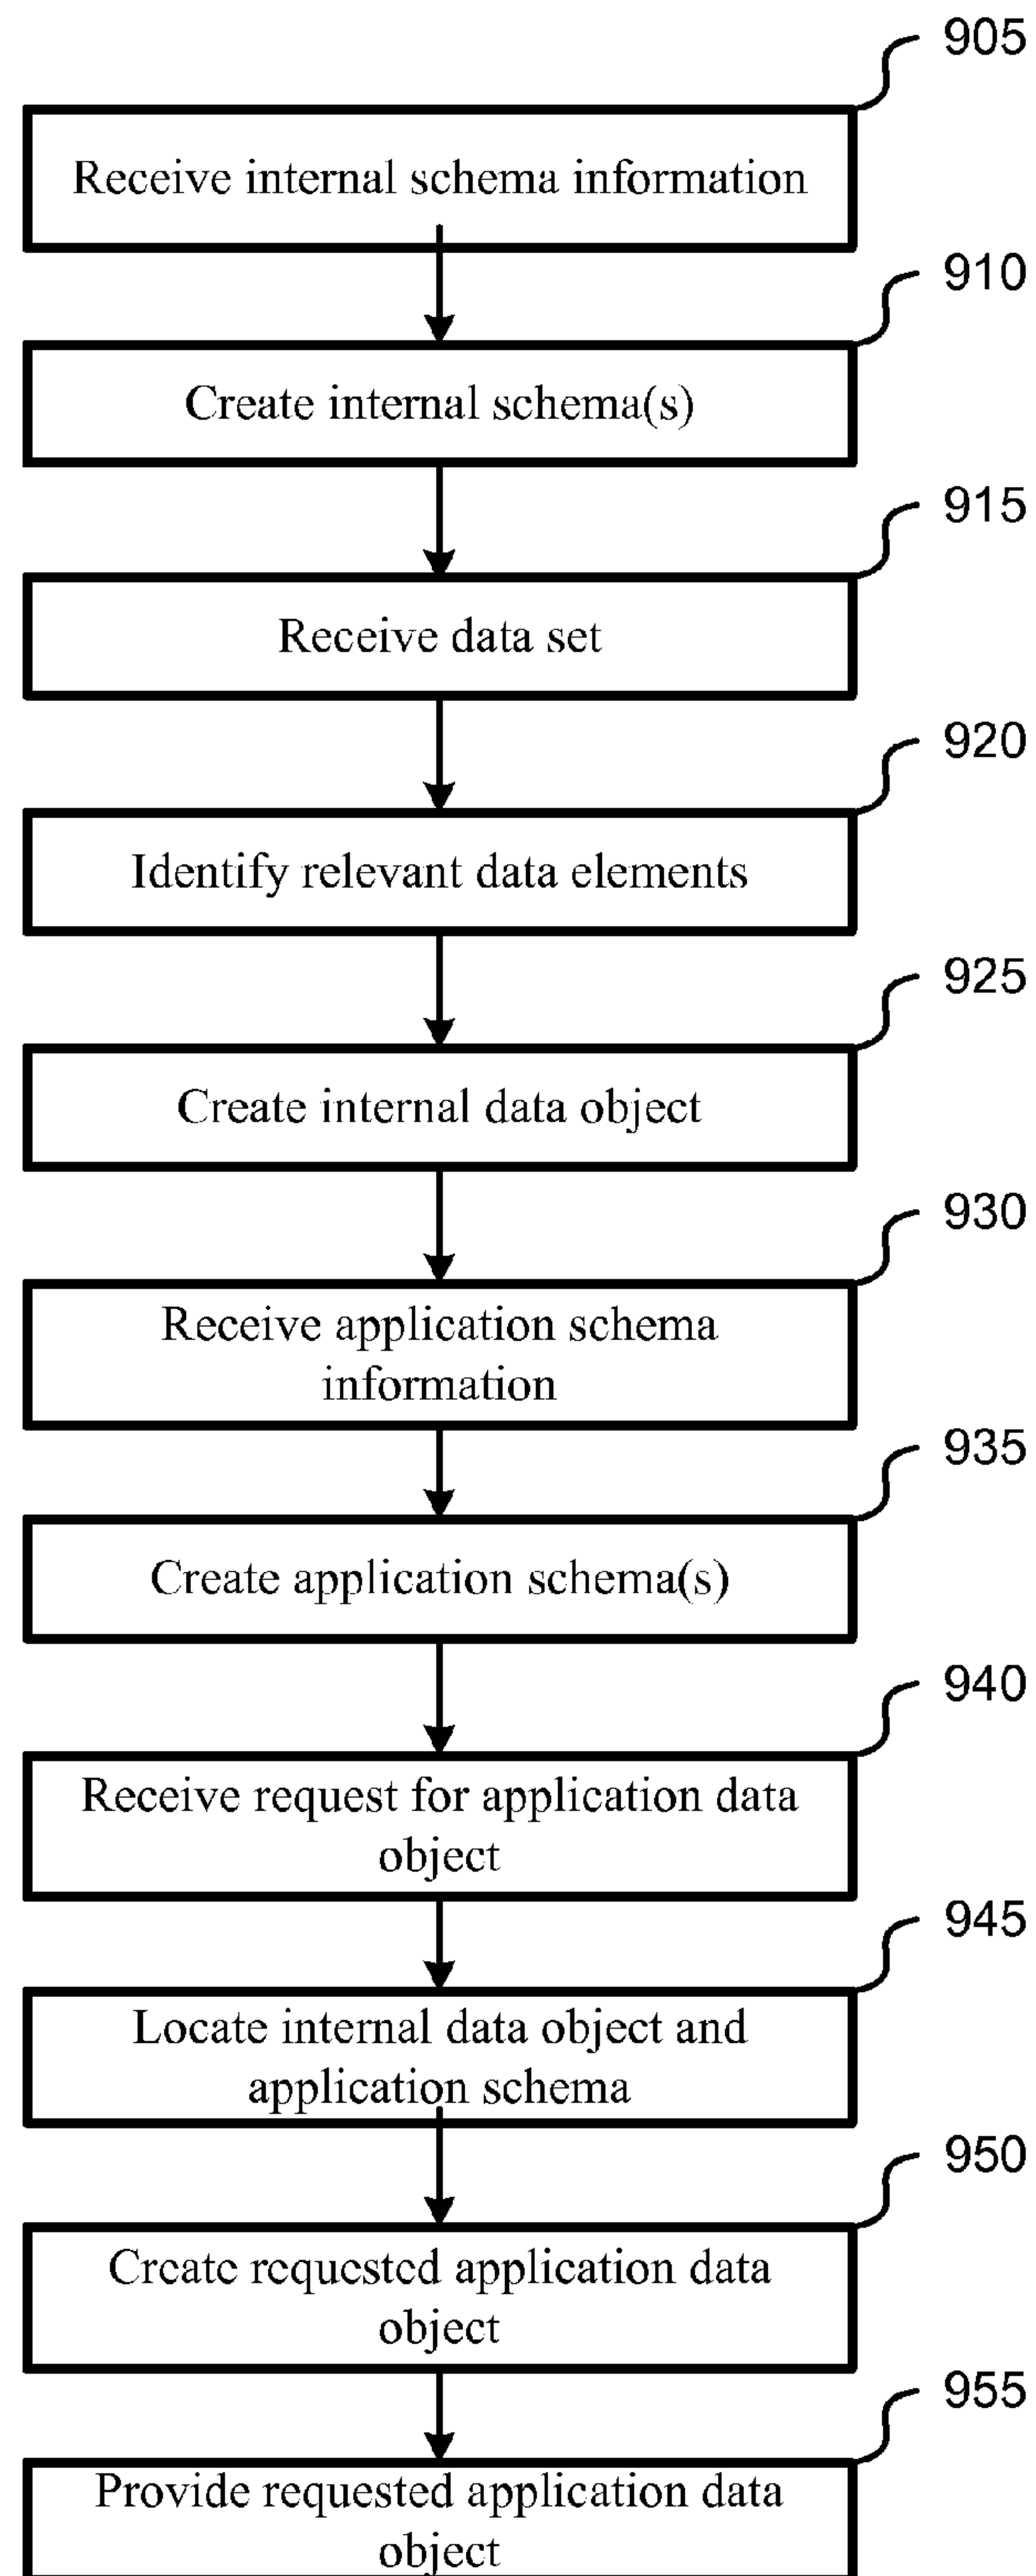 905
Receive internal schema information
910
Create internal schema(s)
915
Receive data set
920
Identify relevant data elements
925
Create internal data object
930
Receive application schema
information
935
Create application schema(s)
940
Receive request for application data
object
945
Locate internal data object and
application schema
950
Create requested application data
object
955
Provide requested application data
object